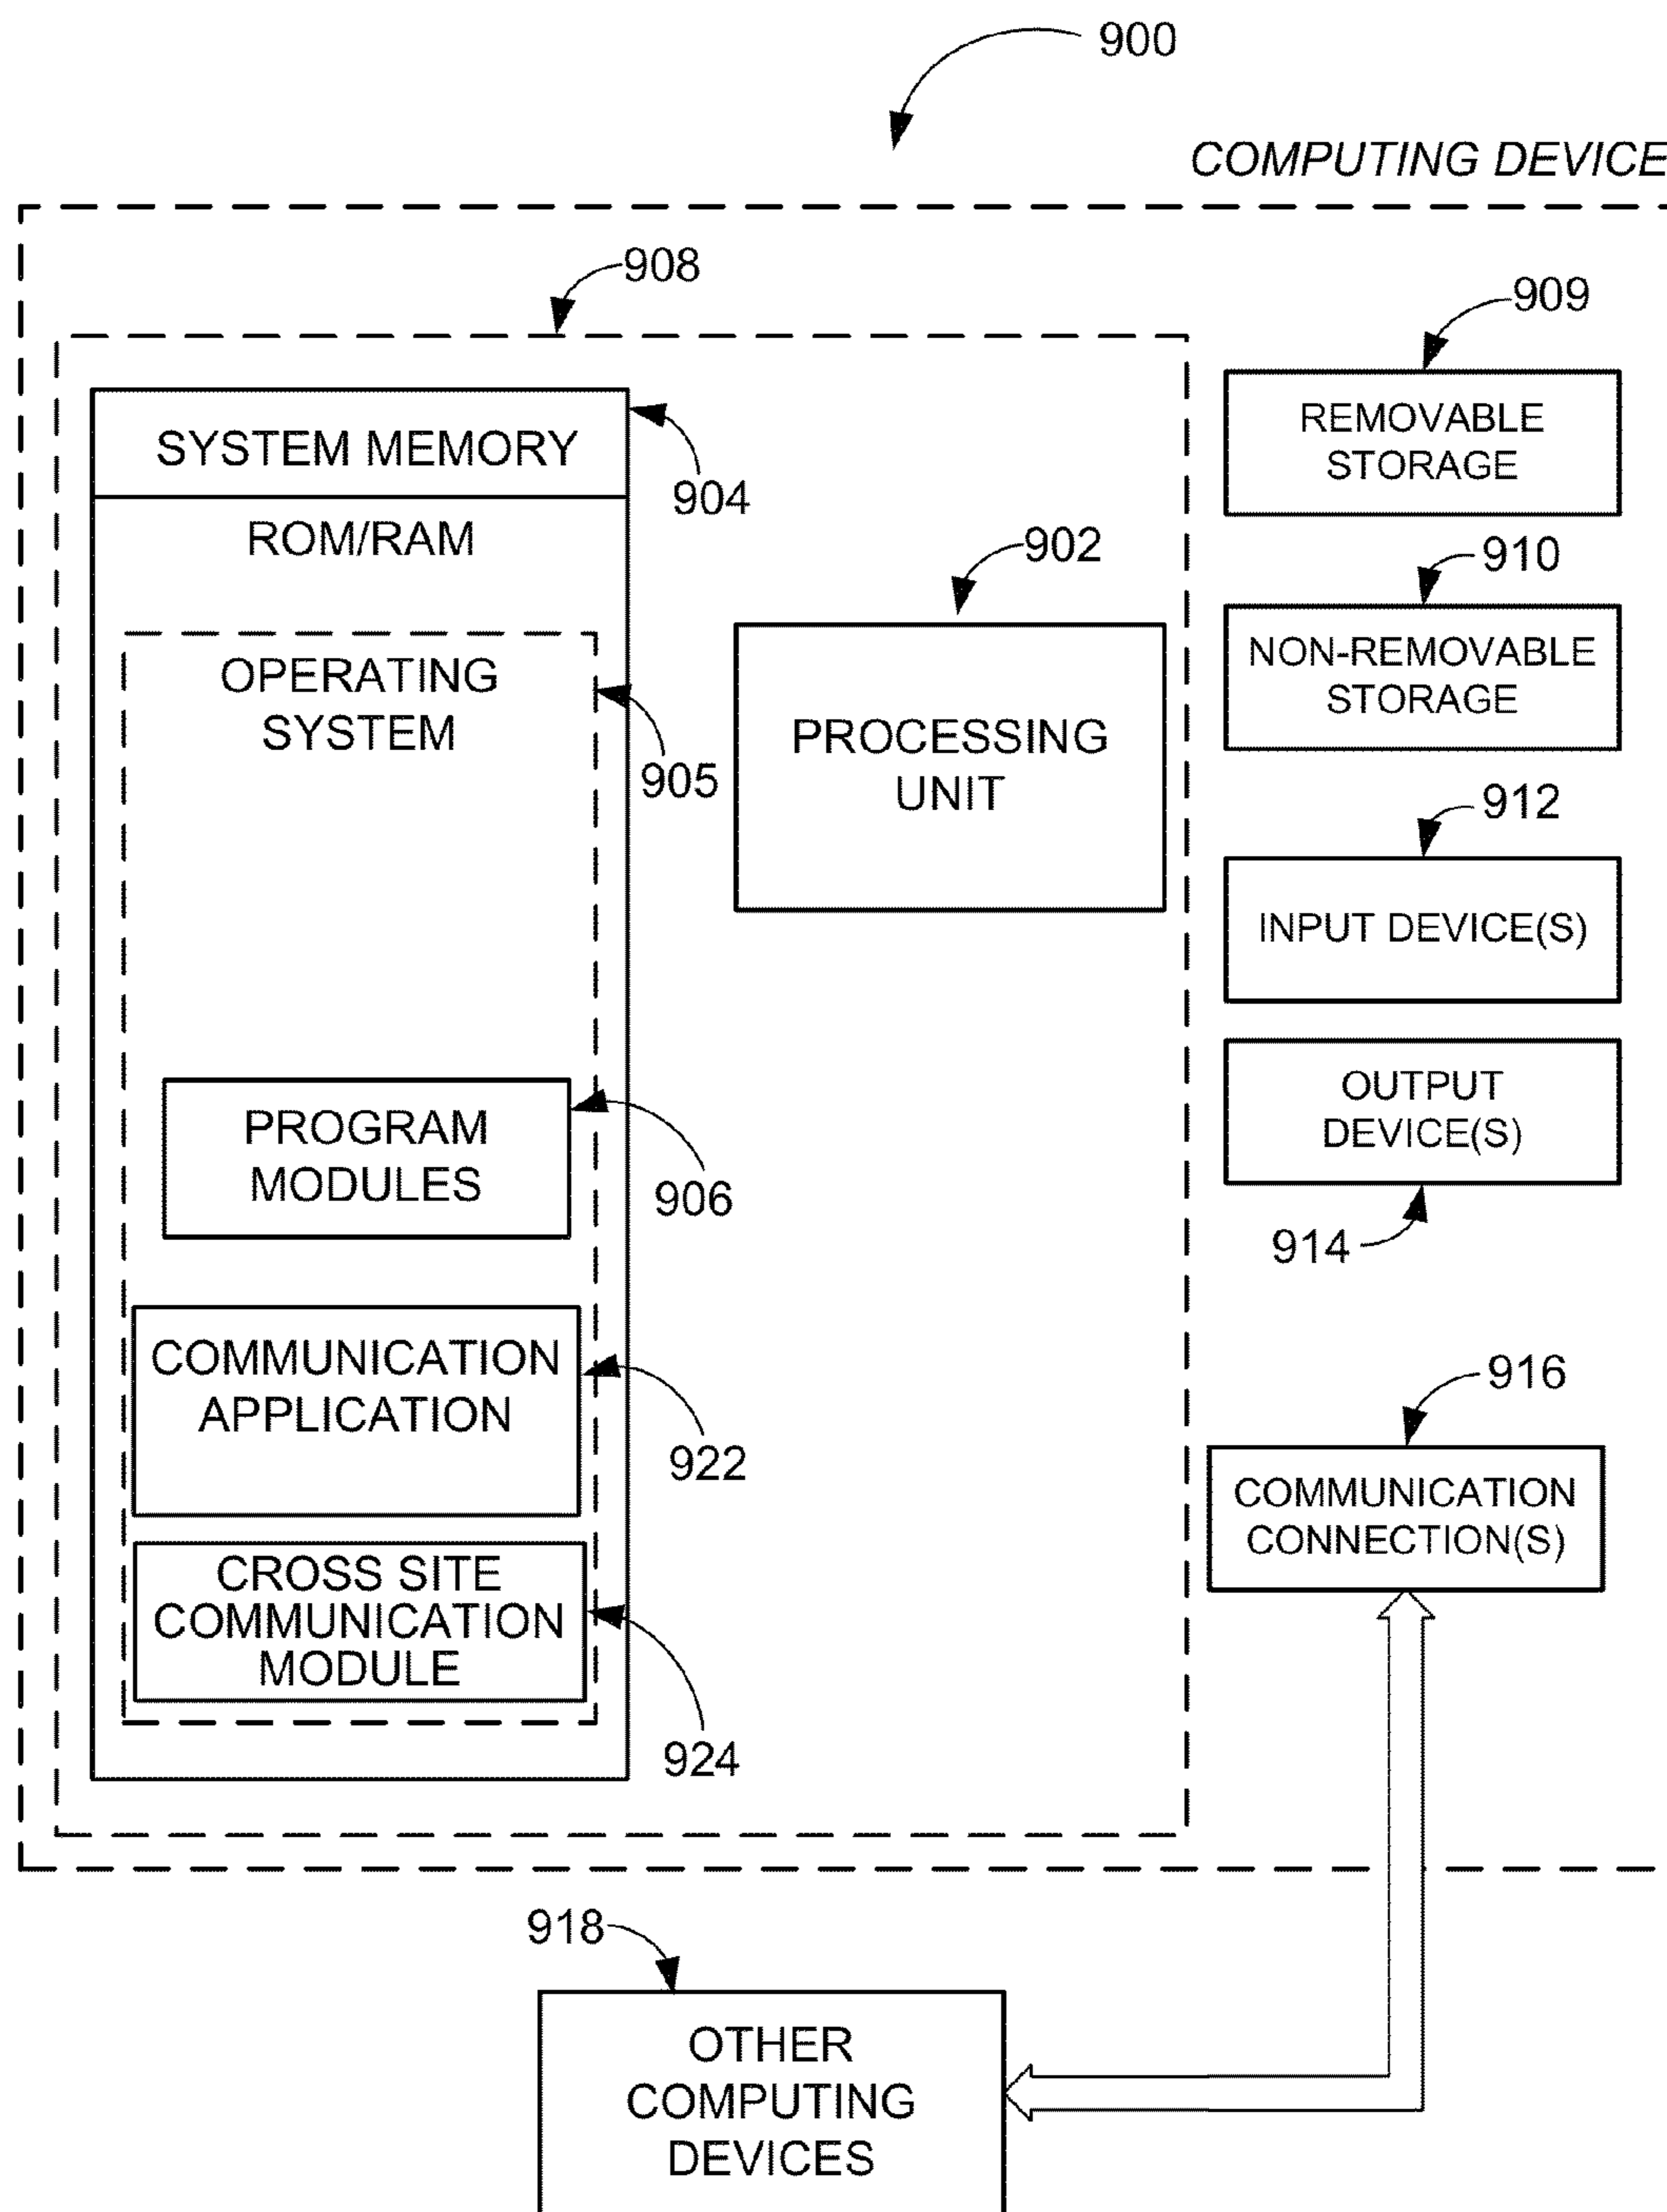 900
COMPUTING DEVICE
908
909
SYSTEM MEMORY
904
REMOVABLE
STORAGE
ROM/RAM
902
910
OPERATING
SYSTEM
905
PROCESSING
UNIT
NON-REMOVABLE
STORAGE
912
INPUT DEVICE(S)
OUTPUT
DEVICE(S)
914
PROGRAM
MODULES
906
COMMUNICATION
APPLICATION
922
916
COMMUNICATION
CONNECTION(S)
CROSS SITE
COMMUNICATION
MODULE
924
918
OTHER
COMPUTING
DEVICES